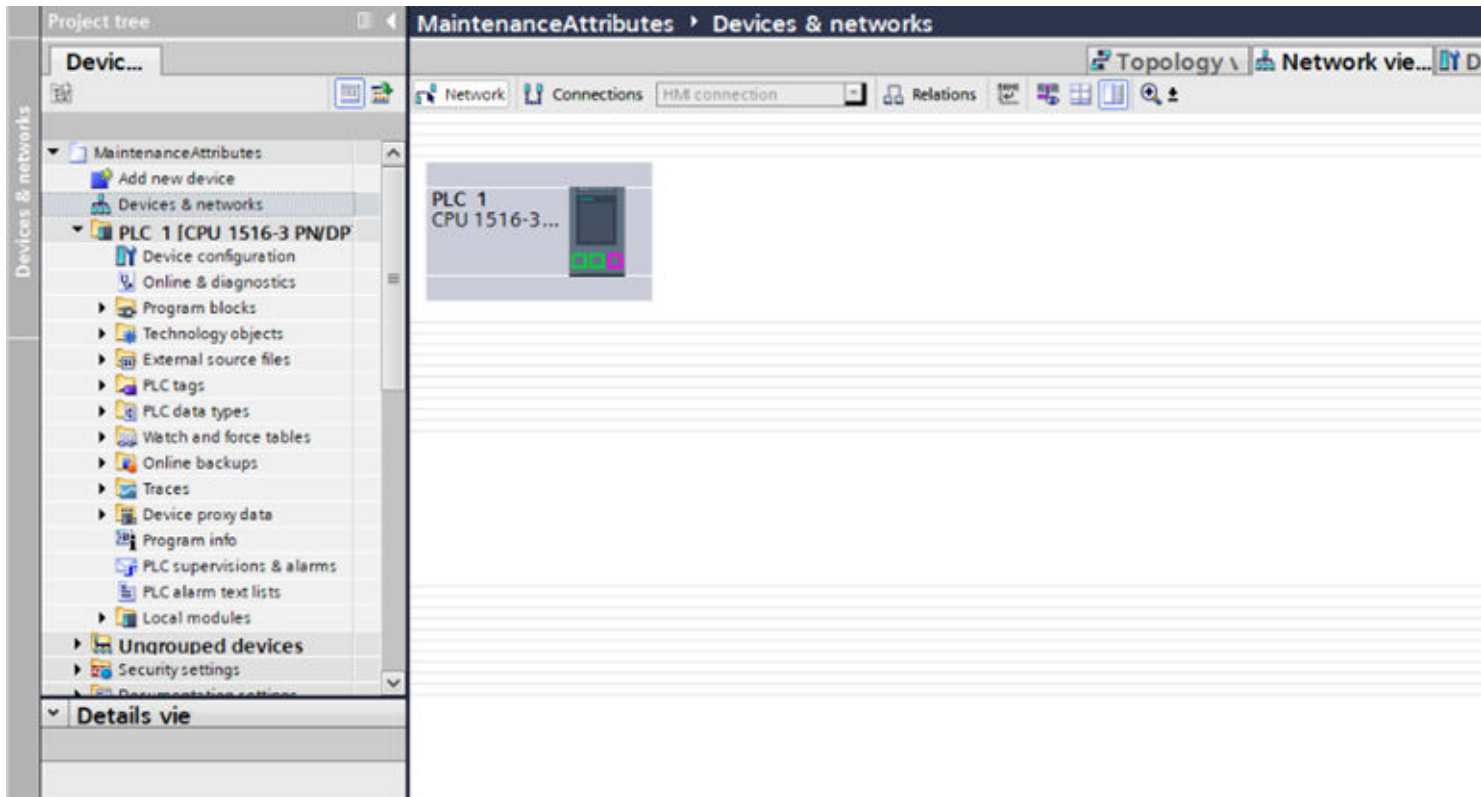 Project tree
Devic...
Devices & networks
MaintenanceAttributes
Add new device
Devices & networks
PLC_1 [CPU 1516-3 PN/DP
Device configuration
Online & diagnostics
Program blocks
Technology objects
External source files
PLC tags
PLC data types
Watch and force tables
Online backups
Traces
Device proxy data
Program info
PLC supervisions & alarms
PLC alarm text lists
Local modules
Ungrouped devices
Security settings
Documentation settings
Details vie
MaintenanceAttributes Devices & networks
Topology v Network vie... D
Network Connections HMI connection Relations
PLC_1
CPU 1516-3...